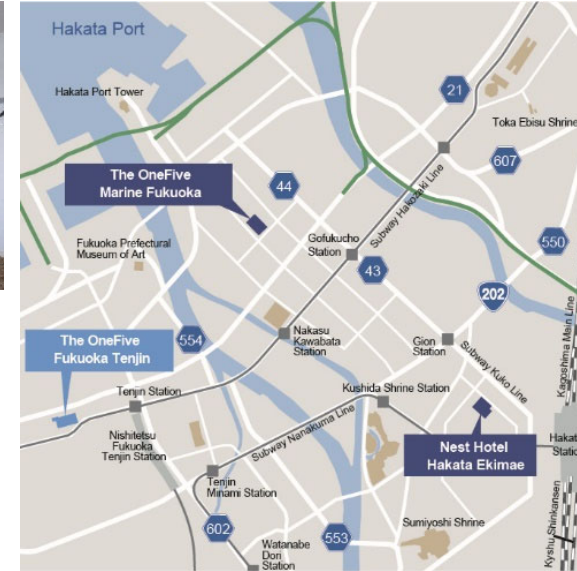 Hakata Port
Hakata Port Tower
21
Toka Ebisu Shrine
607
The OneFive
Marine Fukuoka
44
Subway Hakozaki Line
Fukuoka Prefectural
Museum of Art
Gofukucho
Station
43
550
202
554
Nakasu
Kawabata
Station
Gion
Station
Kagoshima Main Line
The OneFive
Fukuoka Tenjin
Subway Kuko Line
Tenjin Station
Kushida Shrine Station
Nishitetsu
Fukuoka
Tenjin Station
Subway Nanakuma Line
Nest Hotel
Hakata Ekimae
Tenjin
Minami Station
602
553
Sumiyoshi Shrine
Watanabe
Dori
Station
Kyshu Shinkansen